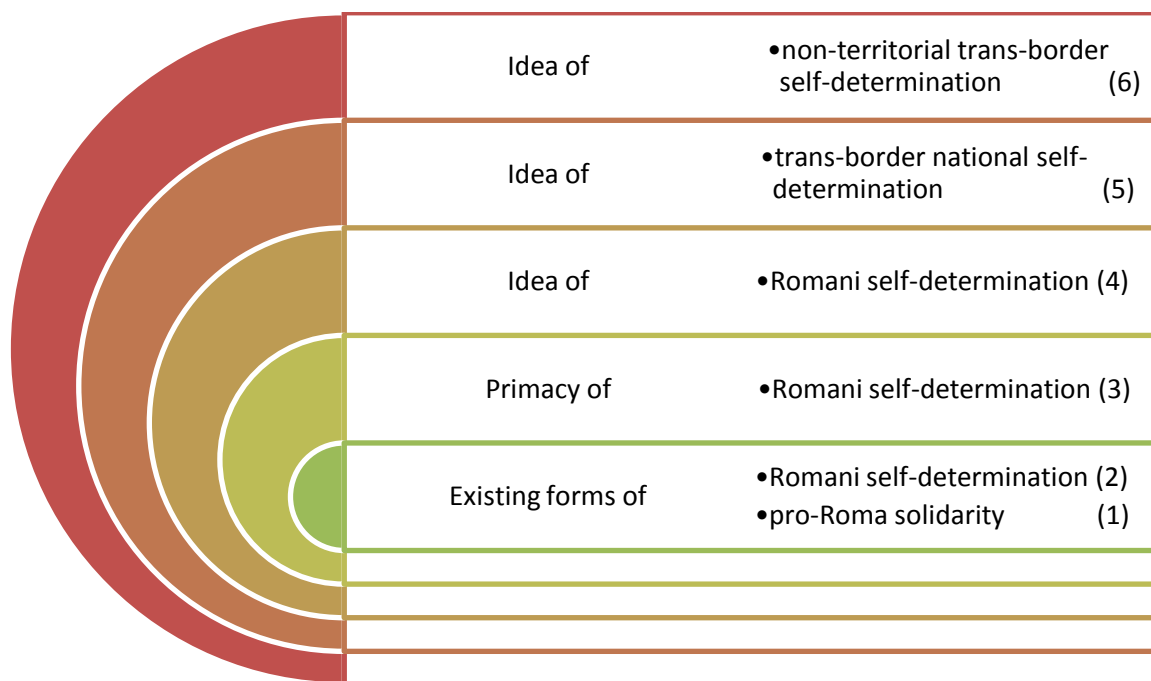 Idea of
•non-territorial trans-border
self-determination (6)
Idea of
•trans-border national self-
determination (5)
Idea of
•Romani self-determination (4)
Primacy of
•Romani self-determination (3)
Existing forms of
•Romani self-determination (2)
•pro-Roma solidarity (1)